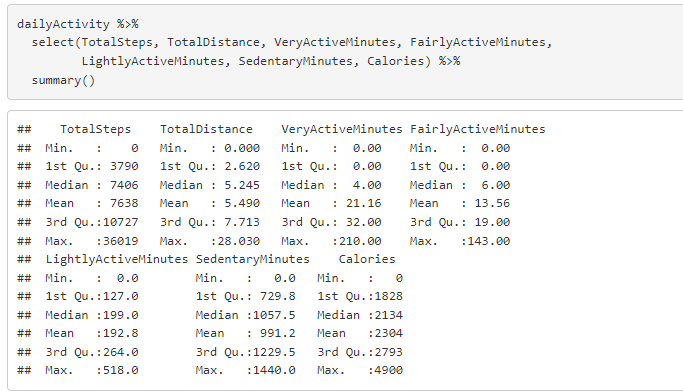 dailyActivity %>%
  select(TotalSteps, TotalDistance, VeryActiveMinutes, FairlyActiveMinutes,
         LightlyActiveMinutes, SedentaryMinutes, Calories) %>%
  summary()
##    TotalSteps    TotalDistance    VeryActiveMinutes FairlyActiveMinutes
##  Min.   :    0   Min.   : 0.000   Min.   :  0.00    Min.   :  0.00
##  1st Qu.: 3790   1st Qu.: 2.620   1st Qu.:  0.00    1st Qu.:  0.00
##  Median : 7406   Median : 5.245   Median :  4.00    Median :  6.00
##  Mean   : 7638   Mean   : 5.490   Mean   : 21.16    Mean   : 13.56
##  3rd Qu.:10727   3rd Qu.: 7.713   3rd Qu.: 32.00    3rd Qu.: 19.00
##  Max.   :36019   Max.   :28.030   Max.   :210.00    Max.   :143.00
##  LightlyActiveMinutes SedentaryMinutes    Calories
##  Min.   :  0.0        Min.   :   0.0   Min.   :   0
##  1st Qu.:127.0        1st Qu.: 729.8   1st Qu.:1828
##  Median :199.0        Median :1057.5   Median :2134
##  Mean   :192.8        Mean   : 991.2   Mean   :2304
##  3rd Qu.:264.0        3rd Qu.:1229.5   3rd Qu.:2793
##  Max.   :518.0        Max.   :1440.0   Max.   :4900